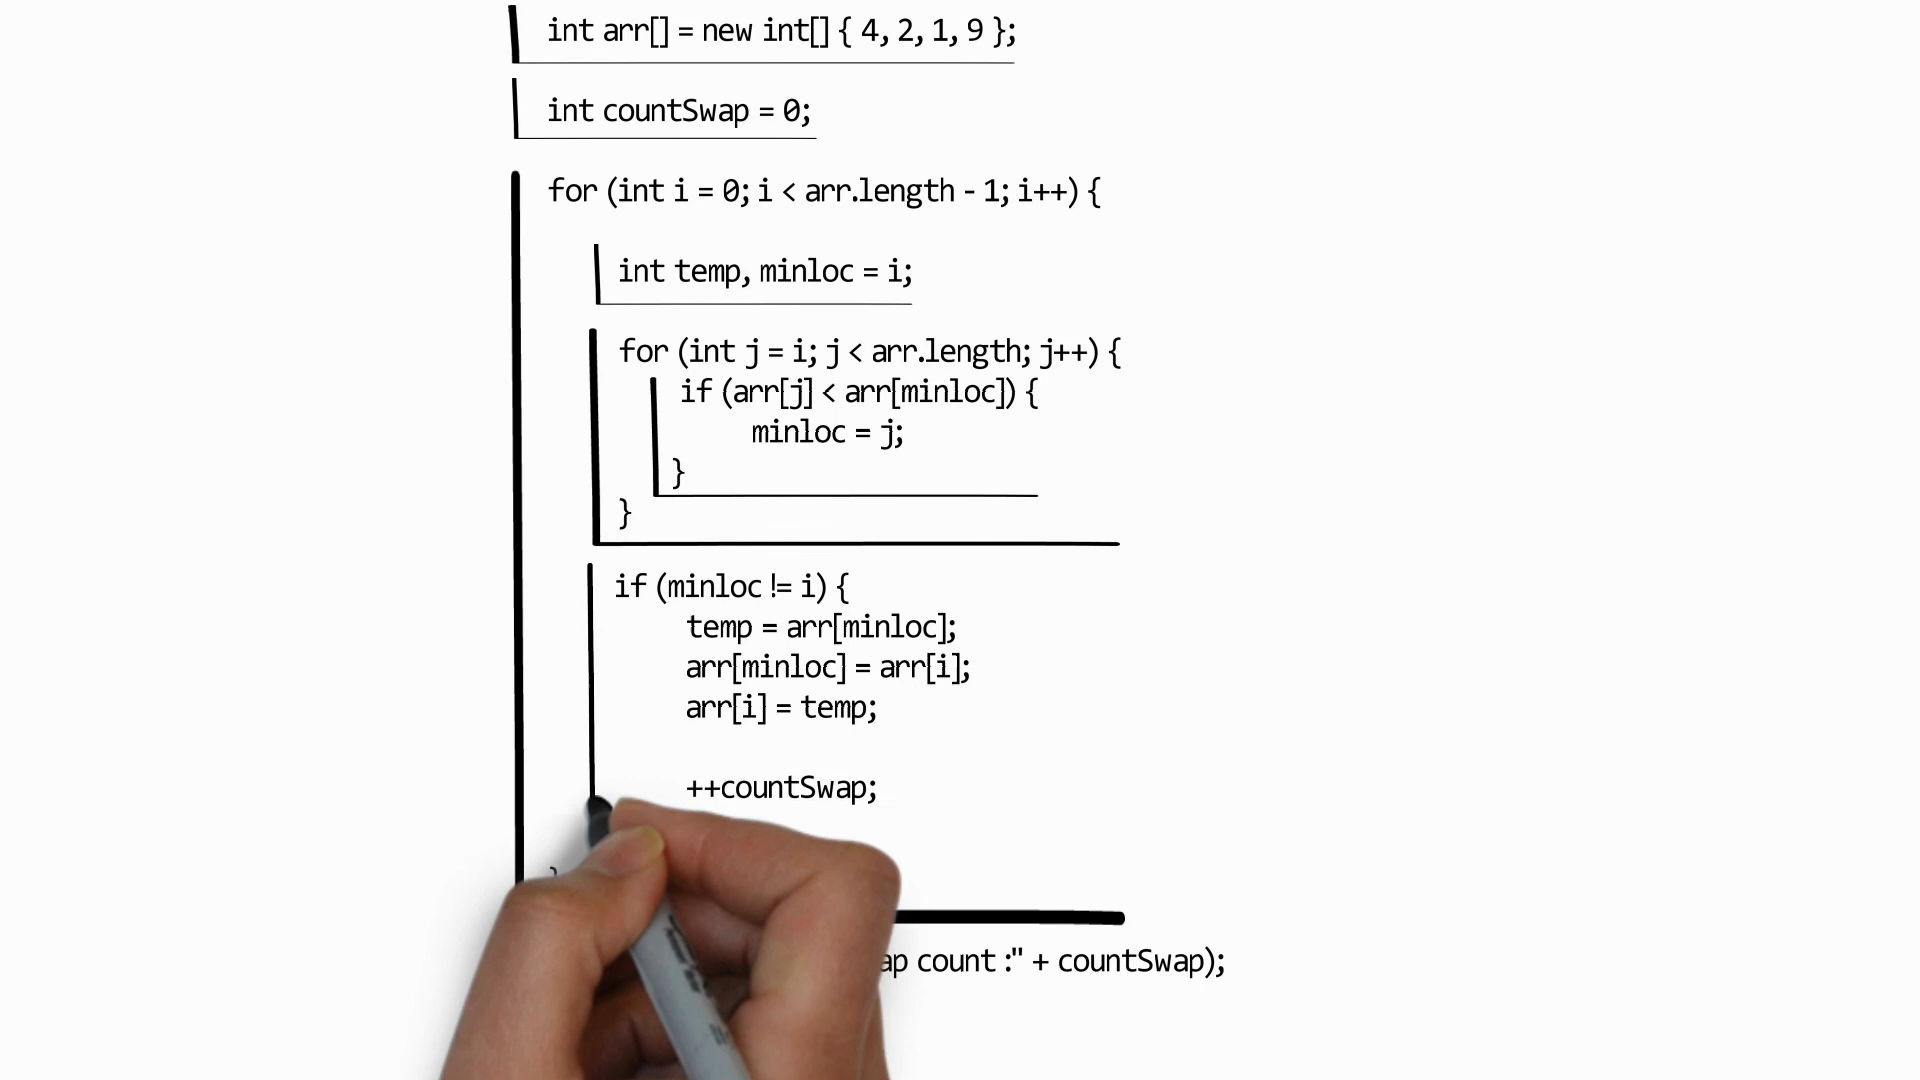 int arr[] = new int[] { 4, 2, 1, 9 };
int countSwap = 0;
for (int i = 0; i < arr.length - 1; i++) {
int temp, minloc = i;
for (int j = i; j < arr.length; j++) {
if (arr[j] < arr[minloc]) {
minloc = j;
}
}
if (minloc != i) {
temp = arr[minloc];
arr[minloc] = arr[i];
arr[i] = temp;
++countSwap;
count :" + countSwap);